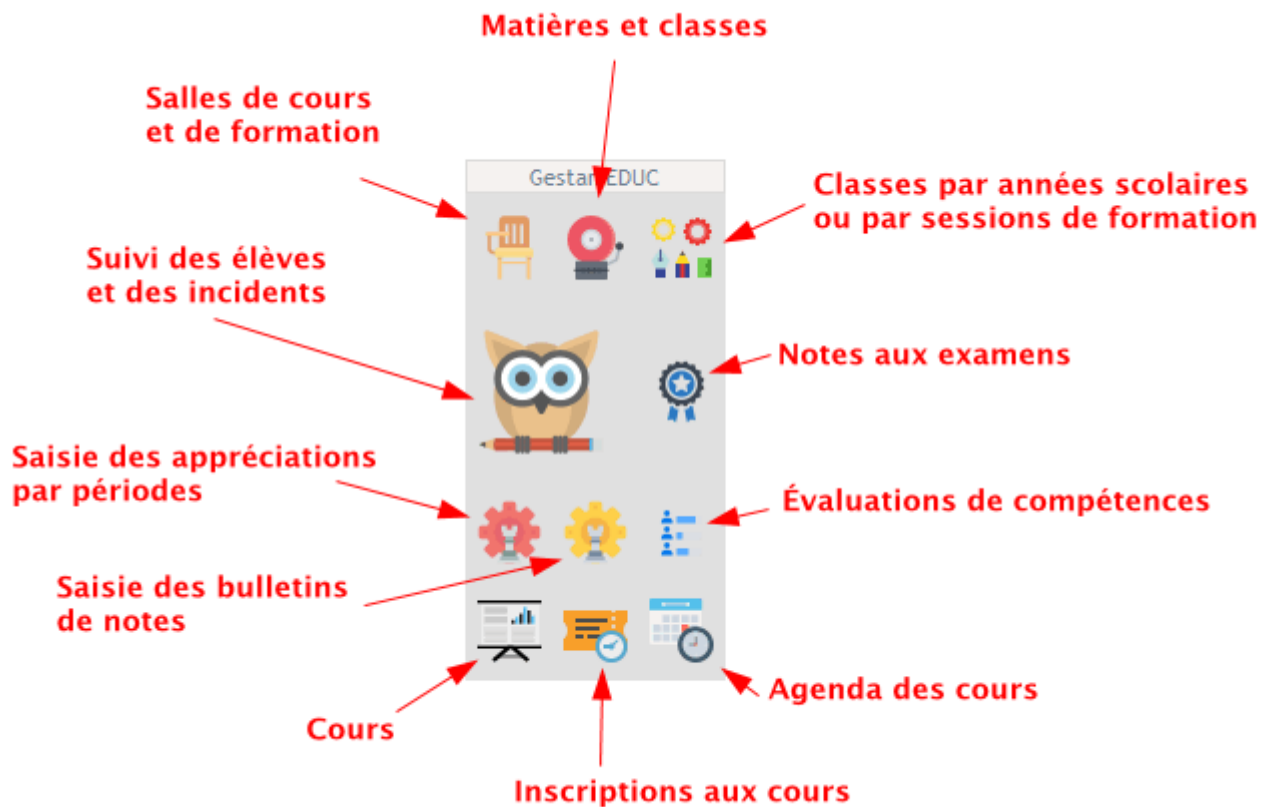 Matières et classes
Salles de cours
et de formation
Gestan EDUC
Classes par années scolaires
ou par sessions de formation
Suivi des élèves
et des incidents
Notes aux examens
Saisie des appréciations
par périodes
Évaluations de compétences
Saisie des bulletins
de notes
Agenda des cours
Cours
Inscriptions aux cours